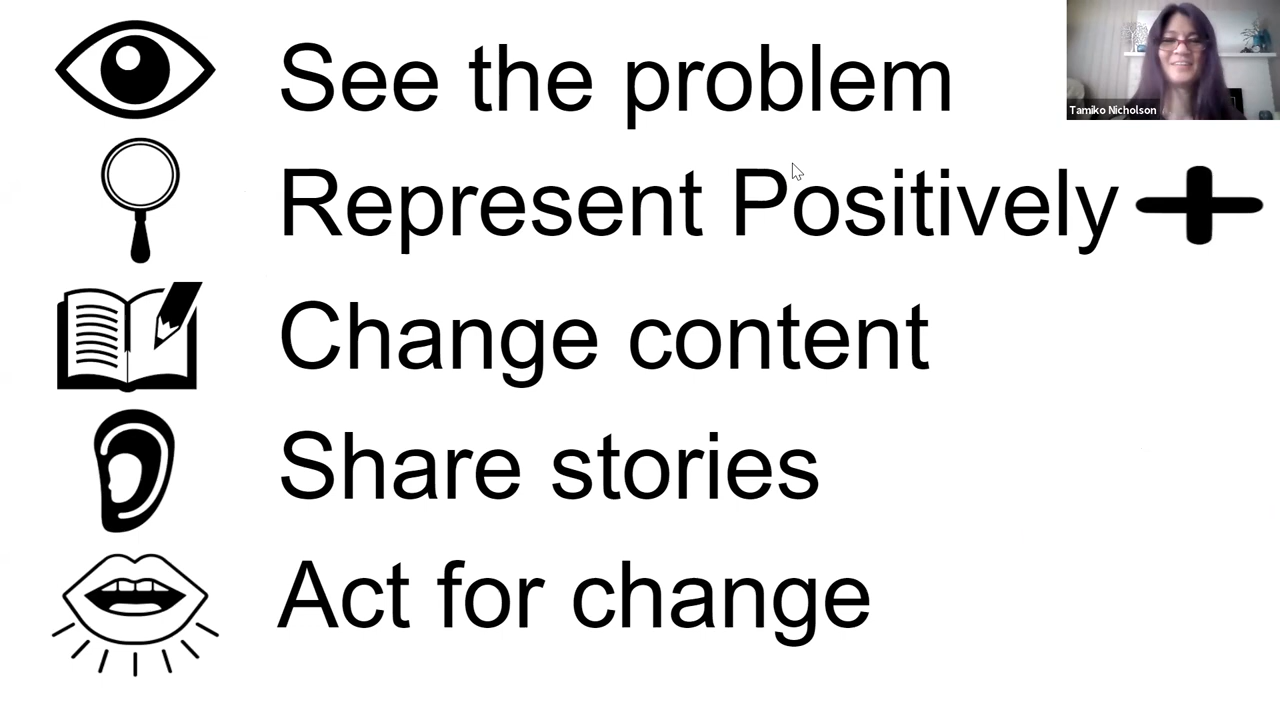 See the problem
Tamiko Nicholson
Represent Positively
Change content
Share stories
Act for change